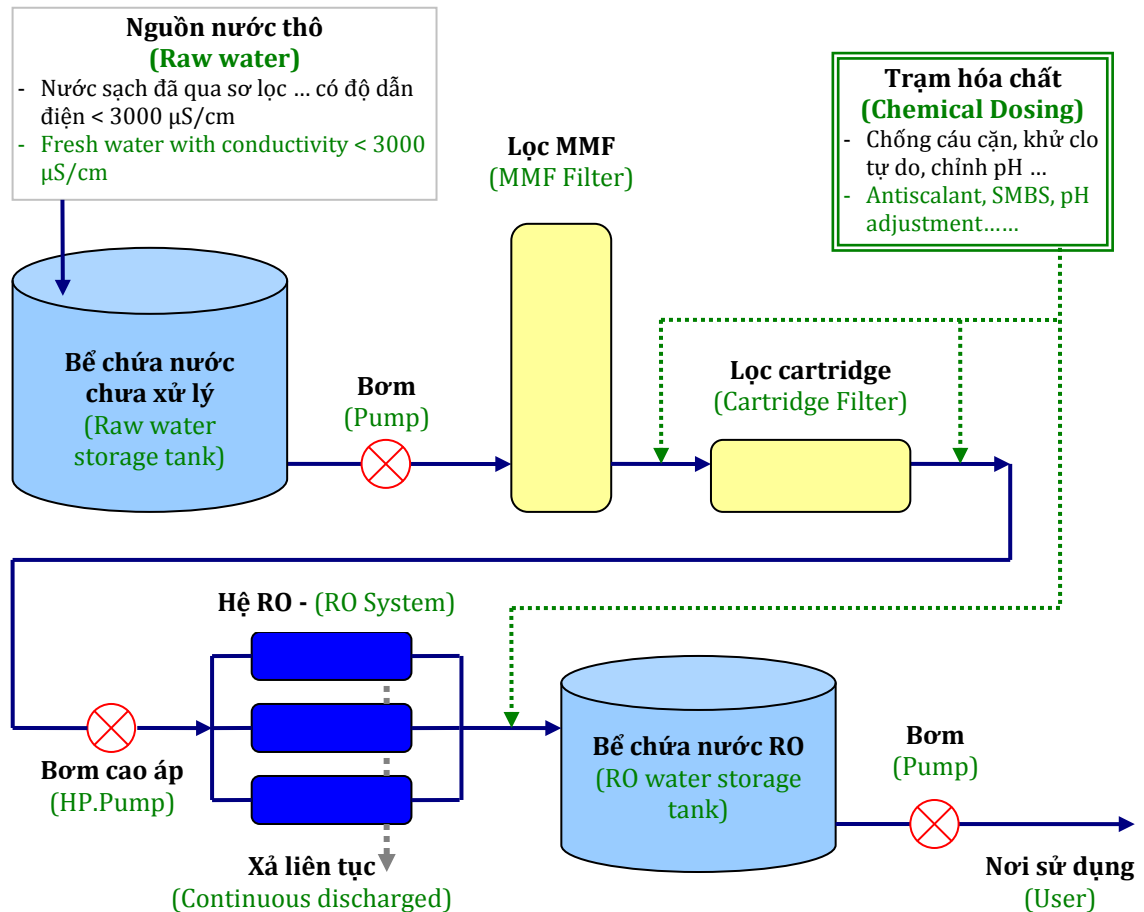 Nguồn nước thô
(Raw water)
- Nước sạch đã qua sơ lọc … có độ dẫn
điện < 3000 µS/cm
- Fresh water with conductivity < 3000
µS/cm
Trạm hóa chất
(Chemical Dosing)
- Chống cáu cặn, khử clo
tự do, chỉnh pH …
- Antiscalant, SMBS, pH
adjustment……
Lọc MMF
(MMF Filter)
Bể chứa nước
chưa xử lý
(Raw water
storage tank)
Bơm
(Pump)
Lọc cartridge
(Cartridge Filter)
Hệ RO - (RO System)
Bơm cao áp
(HP.Pump)
Xả liên tục
(Continuous discharged)
Bể chứa nước RO
(RO water storage
tank)
Bơm
(Pump)
Nơi sử dụng
(User)